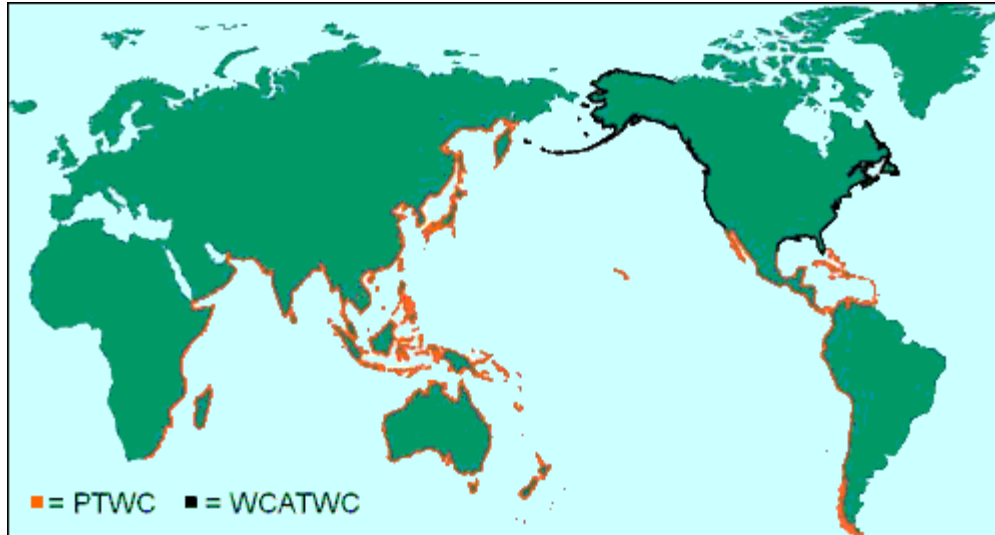 = PTWC = WCATWC